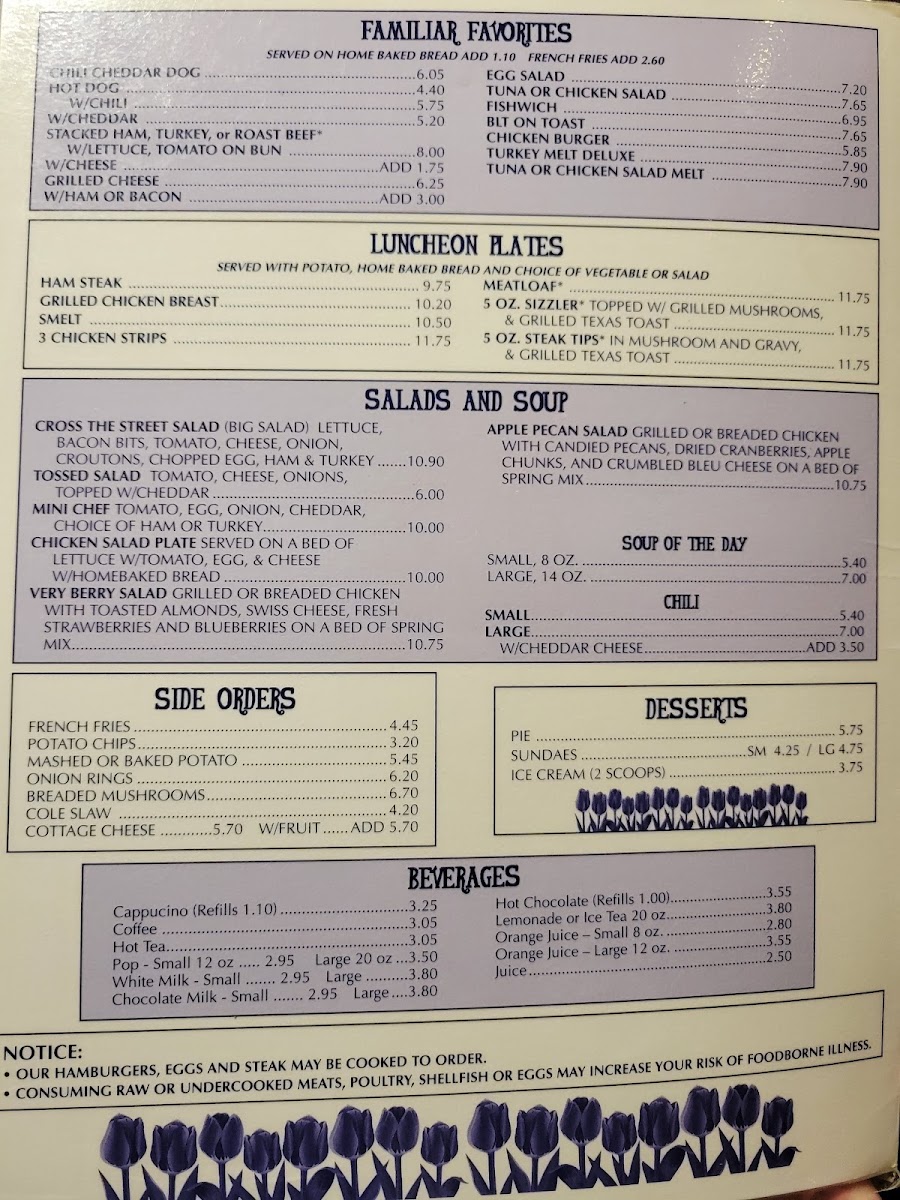 FAMILIAR FAVORITES
SERVED ON HOME BAKED BREAD ADD 1.10 FRENCH FRIES ADD 2.60
CHILI CHEDDAR DOG 6.05
HOT DOG 4.40
W/CHILI 5.75
W/CHEDDAR 5.20
STACKED HAM, TURKEY, or ROAST BEEF*
W/LETTUCE, TOMATO ON BUN 8.00
W/CHEESE ADD 1.75
GRILLED CHEESE 6.25
W/HAM OR BACON ADD 3.00
EGG SALAD 7.20
TUNA OR CHICKEN SALAD 7.65
FISHWICH 6.95
BLT ON TOAST 7.65
CHICKEN BURGER 5.85
TURKEY MELT DELUXE 7.90
TUNA OR CHICKEN SALAD MELT 7.90
LUNCHEON PLATES
SERVED WITH POTATO, HOME BAKED BREAD AND CHOICE OF VEGETABLE OR SALAD
HAM STEAK 9.75
GRILLED CHICKEN BREAST 10.20
SMELT 10.50
3 CHICKEN STRIPS 11.75
MEATLOAF* 11.75
5 OZ. SIZZLER* TOPPED W/ GRILLED MUSHROOMS,
& GRILLED TEXAS TOAST 11.75
5 OZ. STEAK TIPS* IN MUSHROOM AND GRAVY,
& GRILLED TEXAS TOAST 11.75
SALADS AND SOUP
CROSS THE STREET SALAD (BIG SALAD) LETTUCE,
BACON BITS, TOMATO, CHEESE, ONION,
CROUTONS, CHOPPED EGG, HAM & TURKEY 10.90
TOSSED SALAD TOMATO, CHEESE, ONIONS,
TOPPED W/CHEDDAR 6.00
MINI CHEF TOMATO, EGG, ONION, CHEDDAR,
CHOICE OF HAM OR TURKEY 10.00
CHICKEN SALAD PLATE SERVED ON A BED OF
LETTUCE W/TOMATO, EGG, & CHEESE
W/HOMEBAKED BREAD 10.00
VERY BERRY SALAD GRILLED OR BREADED CHICKEN
WITH TOASTED ALMONDS, SWISS CHEESE, FRESH
STRAWBERRIES AND BLUEBERRIES ON A BED OF SPRING
MIX 10.75
APPLE PECAN SALAD GRILLED OR BREADED CHICKEN
WITH CANDIED PECANS, DRIED CRANBERRIES, APPLE
CHUNKS, AND CRUMBLED BLEU CHEESE ON A BED OF
SPRING MIX 10.75
SOUP OF THE DAY
SMALL, 8 OZ. 5.40
LARGE, 14 OZ. 7.00
CHILI
SMALL 5.40
LARGE 7.00
W/CHEDDAR CHEESE ADD 3.50
SIDE ORDERS
FRENCH FRIES 4.45
POTATO CHIPS 3.20
MASHED OR BAKED POTATO 5.45
ONION RINGS 6.20
BREADED MUSHROOMS 6.70
COLE SLAW 4.20
COTTAGE CHEESE 5.70 W/FRUIT ADD 5.70
DESSERTS
PIE 5.75
SUNDAES SM 4.25 / LG 4.75
ICE CREAM (2 SCOOPS) 3.75
BEVERAGES
Cappucino (Refills 1.10) 3.25
Coffee 3.05
Hot Tea 3.05
Pop - Small 12 oz 2.95 Large 20 oz 3.50
White Milk - Small 2.95 Large 3.80
Chocolate Milk - Small 2.95 Large 3.80
Hot Chocolate (Refills 1.00) 3.55
Lemonade or Ice Tea 20 oz. 3.80
Orange Juice – Small 8 oz. 2.80
Orange Juice – Large 12 oz. 3.55
Juice 2.50
NOTICE:
• OUR HAMBURGERS, EGGS AND STEAK MAY BE COOKED TO ORDER.
• CONSUMING RAW OR UNDERCOOKED MEATS, POULTRY, SHELLFISH OR EGGS MAY INCREASE YOUR RISK OF FOODBORNE ILLNESS.